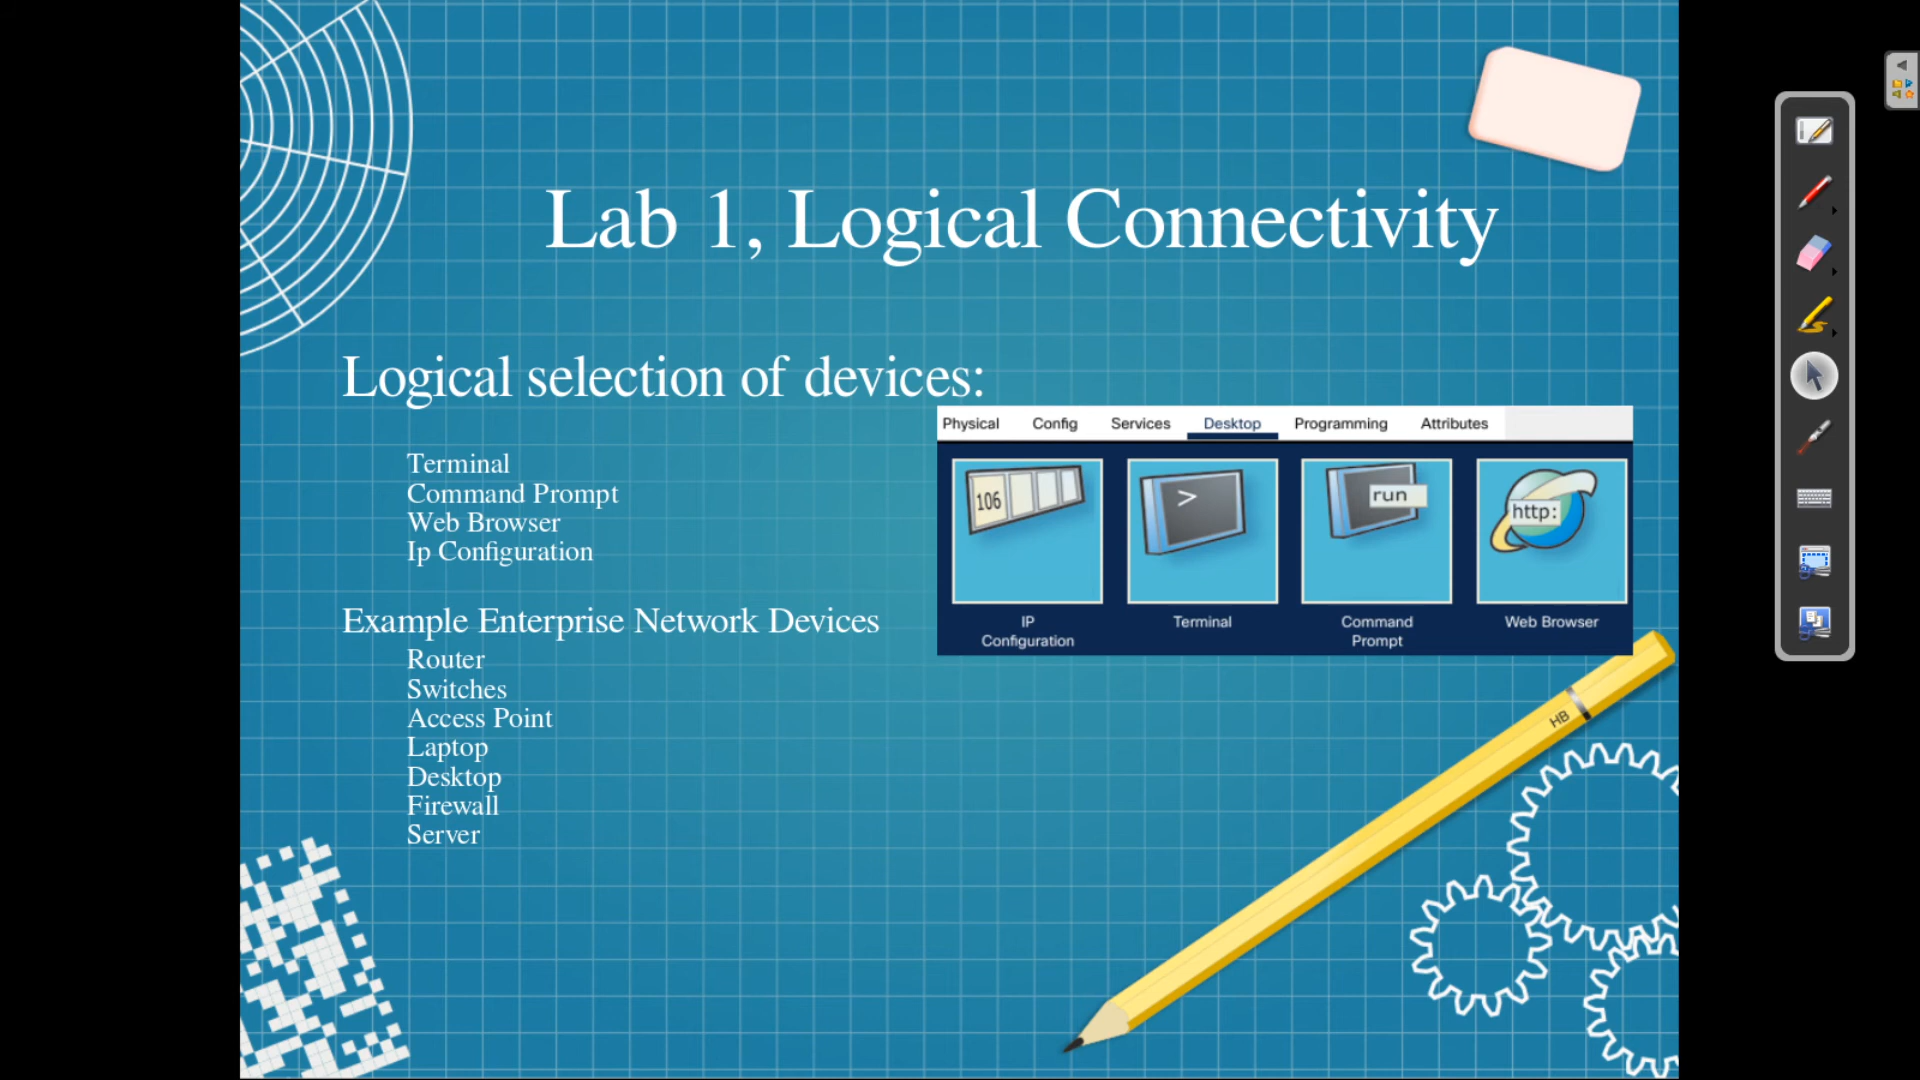 Lab 1, Logical Connectivity
Logical selection of devices:
Terminal
Command Prompt
Web Browser
Ip Configuration
Example Enterprise Network Devices
Router
Switches
Access Point
Laptop
Desktop
Firewall
Server
Physical Config Services Desktop Programming Attributes
106
>
run
http:
IP Configuration
Terminal
Command Prompt
Web Browser
HB